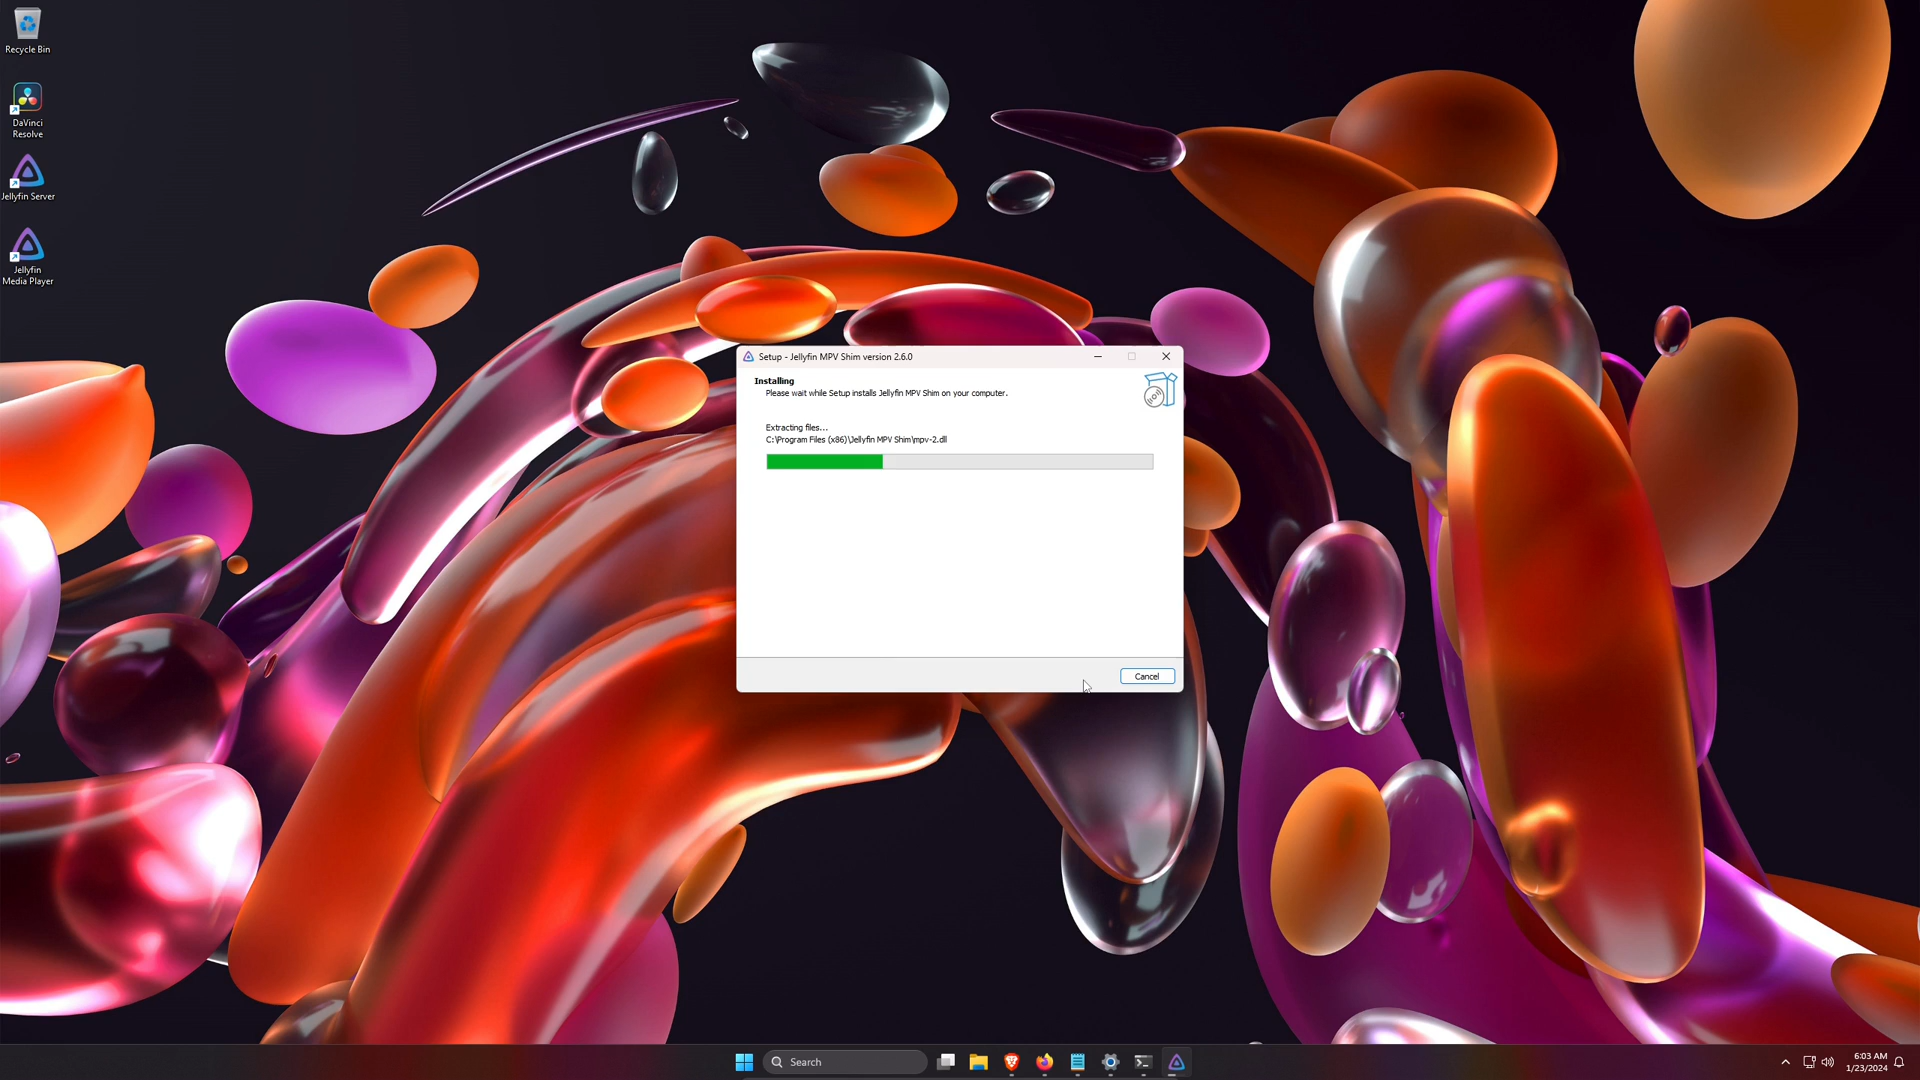 Recycle Bin
DaVinci
Resolve
Jellyfin Server
Jellyfin
Media Player
Setup - Jellyfin MPV Shim version 2.6.0
Installing
Please wait while Setup installs Jellyfin MPV Shim on your computer.
Extracting files...
C:\Program Files (x86)\Jellyfin MPV Shim\mpv-2.dll
Cancel
Search
6:03 AM
1/23/2024